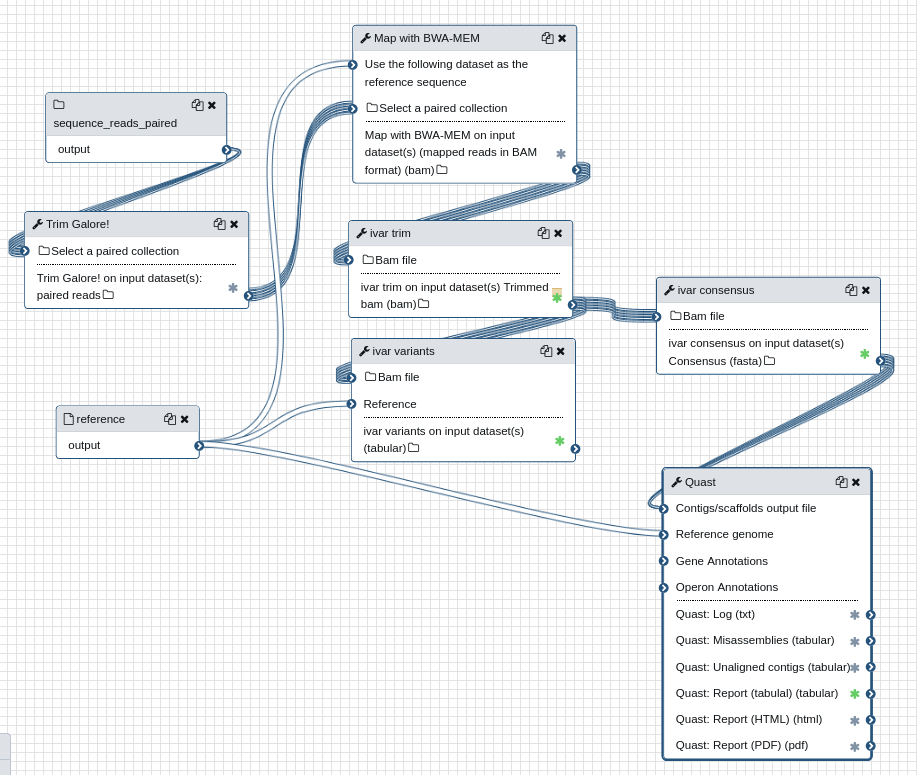 sequence_reads_paired
output
Trim Galore!
Select a paired collection
Trim Galore! on input dataset(s):
paired reads
reference
output
Map with BWA-MEM
Use the following dataset as the
reference sequence
Select a paired collection
Map with BWA-MEM on input
dataset(s) (mapped reads in BAM
format) (bam)
ivar trim
Bam file
ivar trim on input dataset(s) Trimmed
bam (bam)
ivar variants
Bam file
Reference
ivar variants on input dataset(s)
(tabular)
ivar consensus
Bam file
ivar consensus on input dataset(s)
Consensus (fasta)
Quast
Contigs/scaffolds output file
Reference genome
Gene Annotations
Operon Annotations
Quast: Log (txt)
Quast: Misassemblies (tabular)
Quast: Unaligned contigs (tabular)
Quast: Report (tabulal) (tabular)
Quast: Report (HTML) (html)
Quast: Report (PDF) (pdf)